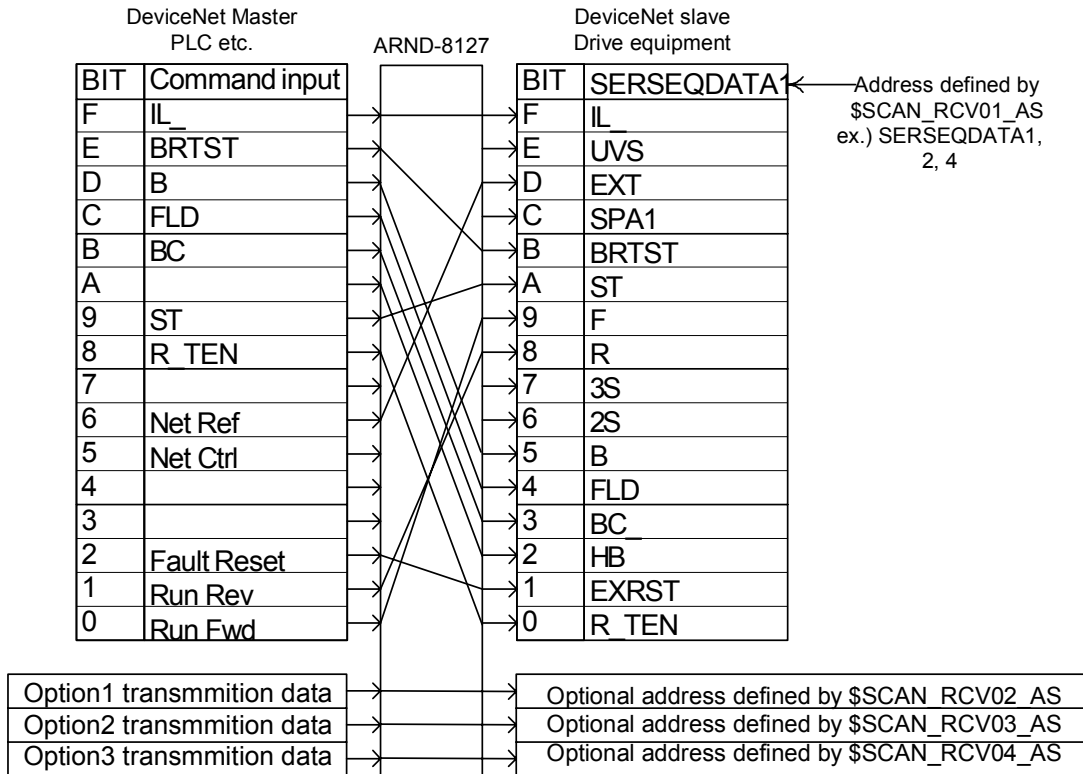 DeviceNet Master
PLC etc.
ARND-8127
DeviceNet slave
Drive equipment
BIT Command input
F IL_
E BRTST
D B
C FLD
B BC
A
9 ST
8 R_TEN
7
6 Net Ref
5 Net Ctrl
4
3
2 Fault Reset
1 Run Rev
0 Run Fwd
BIT SERSEQDATA1
F IL_
E UVS
D EXT
C SPA1
B BRTST
A ST
9 F
8 R
7 3S
6 2S
5 B
4 FLD
3 BC_
2 HB
1 EXRST
0 R_TEN
Address defined by
$SCAN_RCV01_AS
ex.) SERSEQDATA1,
2, 4
Option1 transmmition data
Option2 transmmition data
Option3 transmmition data
Optional address defined by $SCAN_RCV02_AS
Optional address defined by $SCAN_RCV03_AS
Optional address defined by $SCAN_RCV04_AS